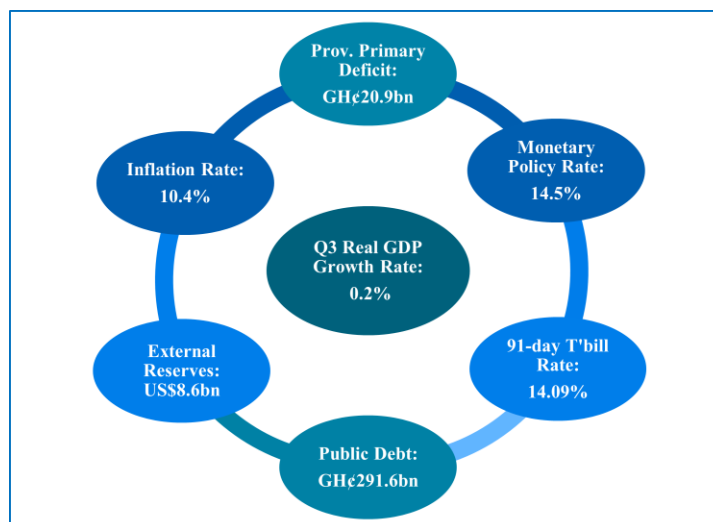 Prov. Primary
Deficit:
GH¢20.9bn
Monetary
Policy Rate:
14.5%
Inflation Rate:
10.4%
Q3 Real GDP
Growth Rate:
0.2%
External
Reserves:
US$8.6bn
91-day T'bill
Rate:
14.09%
Public Debt:
GH¢291.6bn